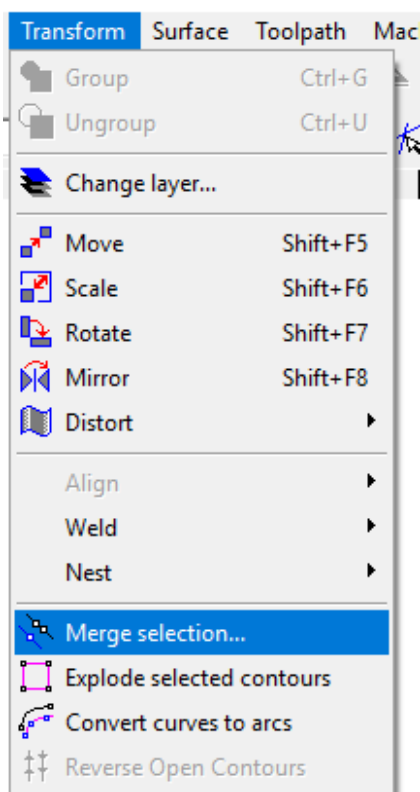 Transform Surface Toolpath Mac
Group Ctrl+G
Ungroup Ctrl+U
Change layer...
Move Shift+F5
Scale Shift+F6
Rotate Shift+F7
Mirror Shift+F8
Distort
Align
Weld
Nest
Merge selection...
Explode selected contours
Convert curves to arcs
Reverse Open Contours